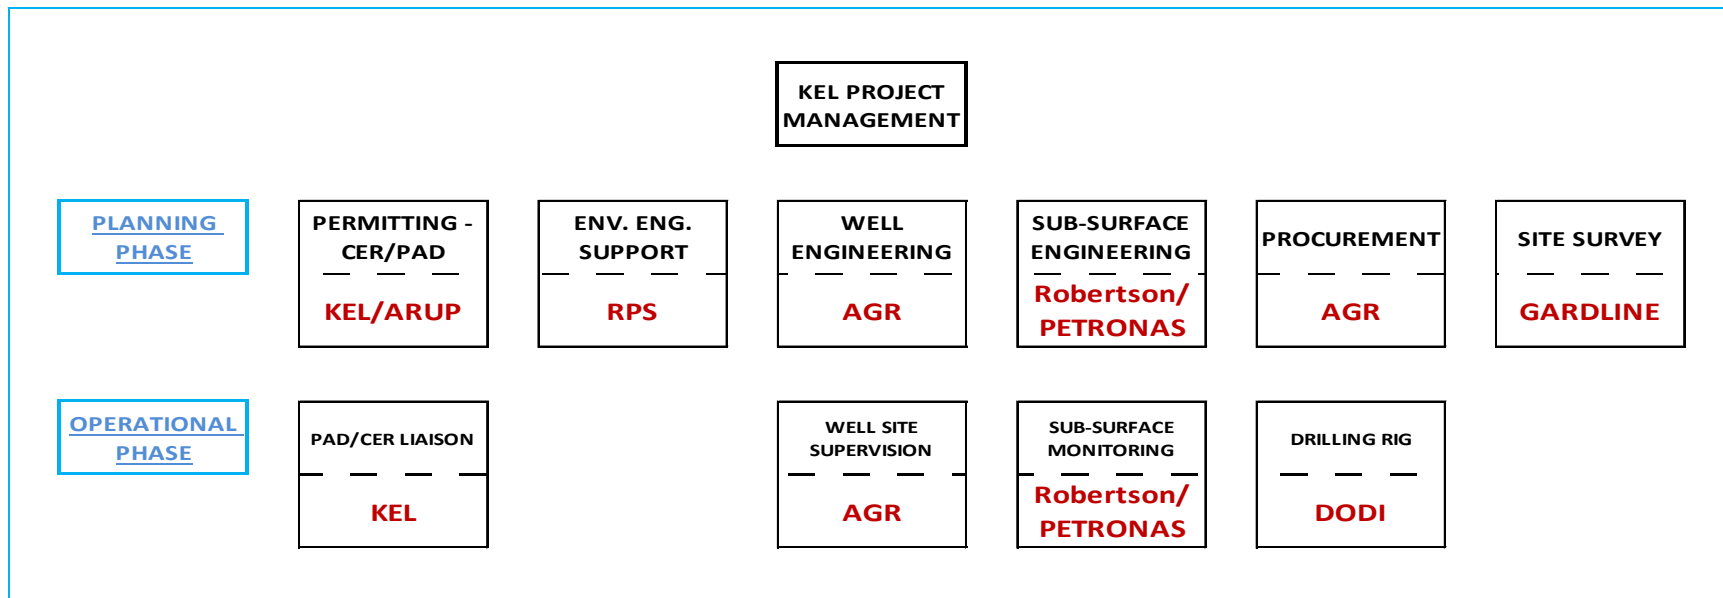 KEL PROJECT
MANAGEMENT
PLANNING
PHASE
PERMITTING -
CER/PAD
KEL/ARUP
ENV. ENG.
SUPPORT
RPS
WELL
ENGINEERING
AGR
SUB-SURFACE
ENGINEERING
Robertson/
PETRONAS
PROCUREMENT
AGR
SITE SURVEY
GARDLINE
OPERATIONAL
PHASE
PAD/CER LIAISON
KEL
WELL SITE
SUPERVISION
AGR
SUB-SURFACE
MONITORING
Robertson/
PETRONAS
DRILLING RIG
DODI